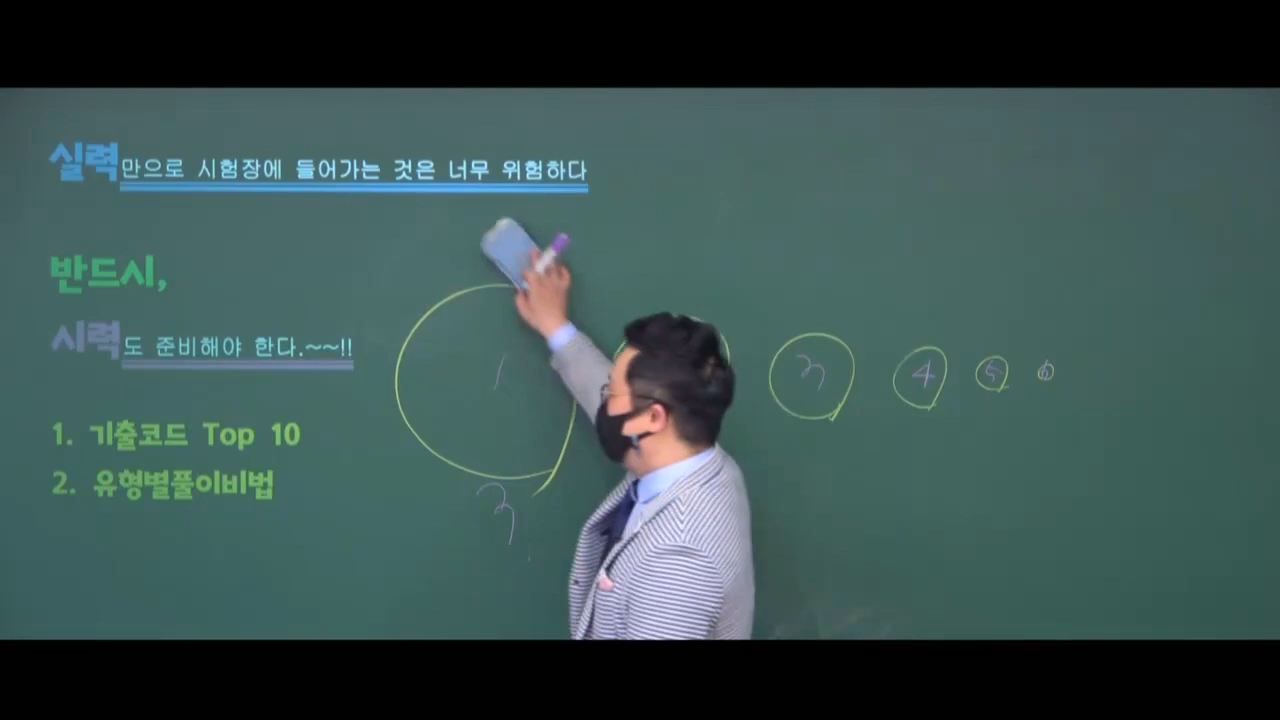 실력만으로 시험장에 들어가는 것은 너무 위험하다
반드시,
시력도 준비해야 한다.~~!!
1. 기출코드 Top 10
2. 유형별풀이비법
1
3
4
5
6
3